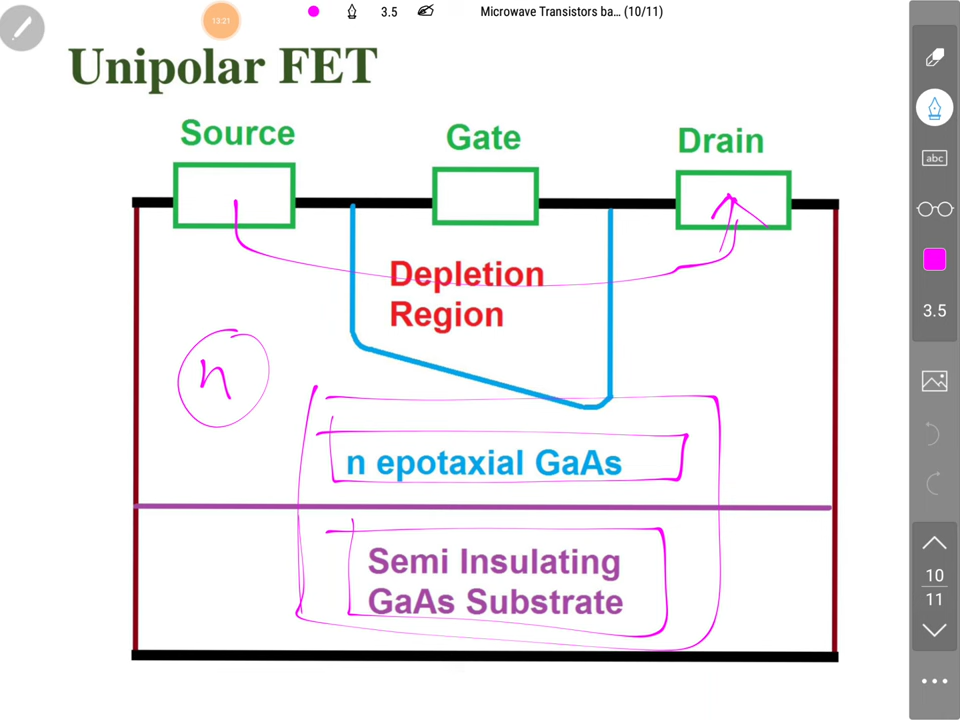 13:21
3.5
Microwave Transistors ba... (10/11)
Unipolar FET
Source
Gate
Drain
abc
Depletion
Region
3.5
n
n epotaxial GaAs
Semi Insulating
GaAs Substrate
10
11